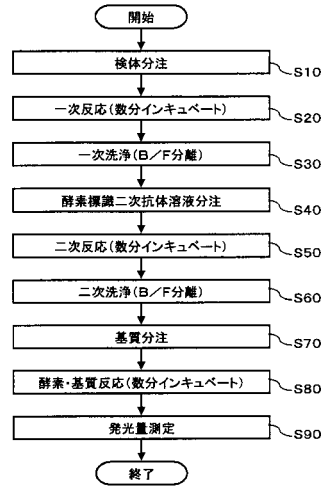 開始
検体分注
S10
一次反応(数分インキュベート)
S20
一次洗浄(B/F分離)
S30
酵素標識二次抗体溶液分注
S40
二次反応(数分インキュベート)
S50
二次洗浄(B/F分離)
S60
基質分注
S70
酵素・基質反応(数分インキュベート)
S80
発光量測定
S90
終了